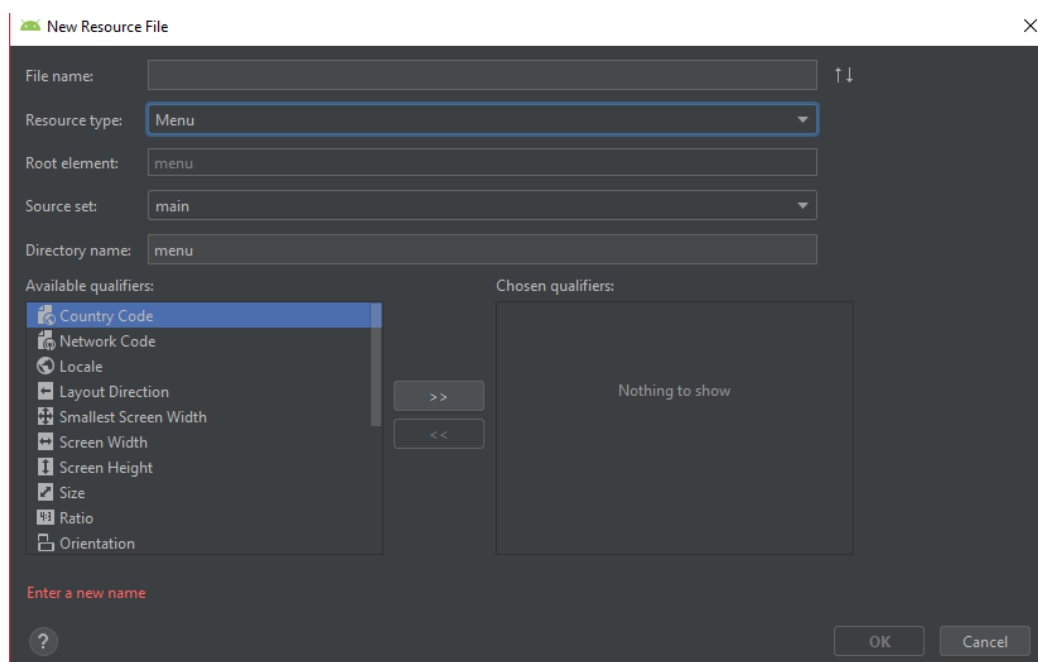 New Resource File
File name:
Resource type: Menu
Root element: menu
Source set: main
Directory name: menu
Available qualifiers:
Country Code
Network Code
Locale
Layout Direction
Smallest Screen Width
Screen Width
Screen Height
Size
4:3 Ratio
Orientation
>>
<<
Chosen qualifiers:
Nothing to show
Enter a new name
?
OK
Cancel